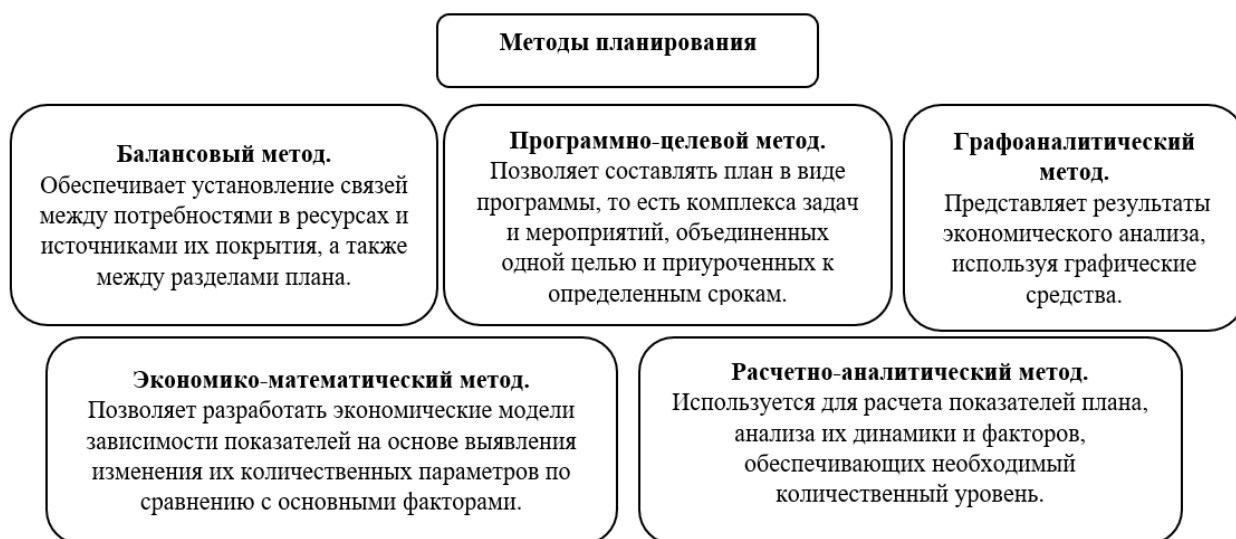 Методы планирования
Балансовый метод.
Обеспечивает установление связей
между потребностями в ресурсах и
источниками их покрытия, а также
между разделами плана.
Программно-целевой метод.
Позволяет составлять план в виде
программы, то есть комплекса задач
и мероприятий, объединенных
одной целью и приуроченных к
определенным срокам.
Графоаналитический
метод.
Представляет результаты
экономического анализа,
используя графические
средства.
Экономико-математический метод.
Позволяет разработать экономические модели
зависимости показателей на основе выявления
изменения их количественных параметров по
сравнению с основными факторами.
Расчетно-аналитический метод.
Используется для расчета показателей плана,
анализа их динамики и факторов,
обеспечивающих необходимый
количественный уровень.